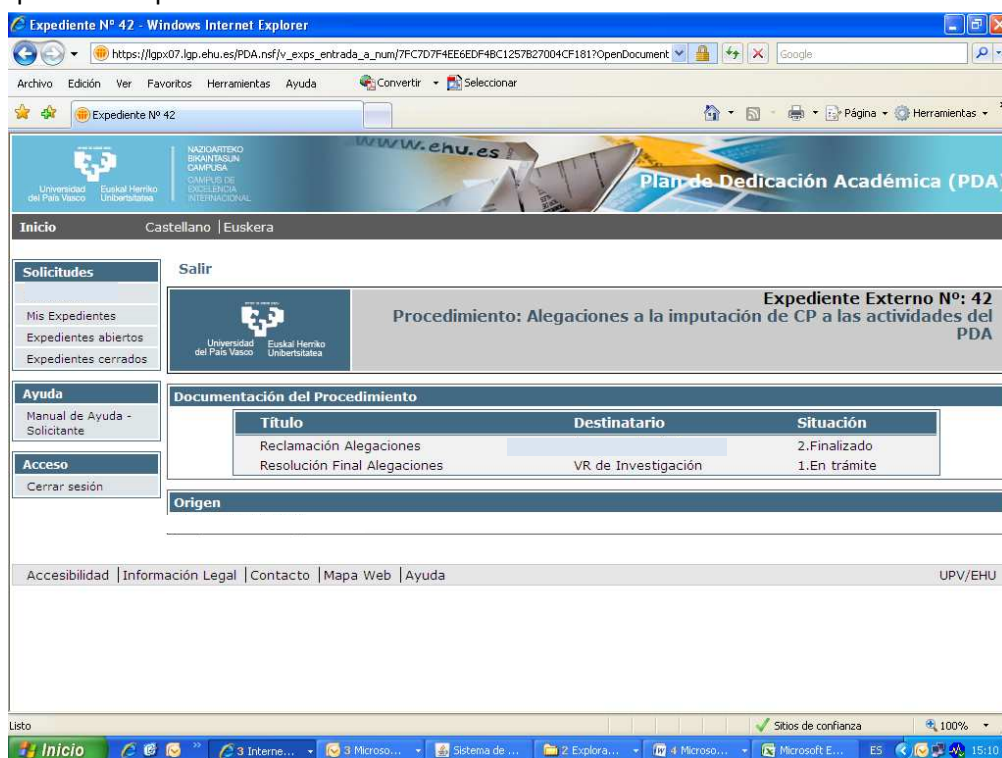 Expediente Nº 42 - Windows Internet Explorer
https://lgpx07.lgp.ehu.es/PDA.nsf/v_exps_entrada_a_num/7FC7D7F4EE6EDF4BC1257B27004CF181?OpenDocument
Google
Archivo Edición Ver Favoritos Herramientas Ayuda Convertir Seleccionar
Expediente Nº 42 Página Herramientas
www.ehu.es
Universidad del País Vasco Euskal Herriko Unibertsitatea
NAZIOARTEKO
BIKAINTASUN
CAMPUSA
CAMPUS DE
EXCELENCIA
INTERNACIONAL
Plan de Dedicación Académica (PDA)
Inicio Castellano | Euskera
Solicitudes
Mis Expedientes
Expedientes abiertos
Expedientes cerrados
Ayuda
Manual de Ayuda -
Solicitante
Acceso
Cerrar sesión
Salir
Universidad del País Vasco Euskal Herriko Unibertsitatea
Expediente Externo Nº: 42
Procedimiento: Alegaciones a la imputación de CP a las actividades del
PDA
Documentación del Procedimiento
Título Destinatario Situación
Reclamación Alegaciones 2.Finalizado
Resolución Final Alegaciones VR de Investigación 1.En trámite
Origen
Accesibilidad | Información Legal | Contacto | Mapa Web | Ayuda UPV/EHU
Listo Sitios de confianza 100%
Inicio 3 Interne... 3 Microso... Sistema de ... 2 Explora... 4 Microso... Microsoft E... ES 15:10